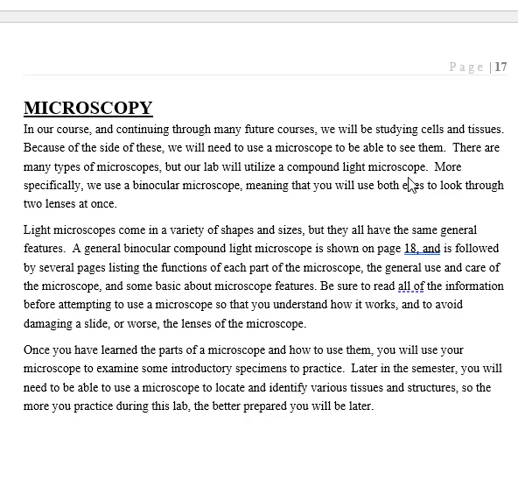 Page | 17
MICROSCOPY
In our course, and continuing through many future courses, we will be studying cells and tissues.
Because of the side of these, we will need to use a microscope to be able to see them. There are
many types of microscopes, but our lab will utilize a compound light microscope. More
specifically, we use a binocular microscope, meaning that you will use both eyes to look through
two lenses at once.
Light microscopes come in a variety of shapes and sizes, but they all have the same general
features. A general binocular compound light microscope is shown on page 18, and is followed
by several pages listing the functions of each part of the microscope, the general use and care of
the microscope, and some basic about microscope features. Be sure to read all of the information
before attempting to use a microscope so that you understand how it works, and to avoid
damaging a slide, or worse, the lenses of the microscope.
Once you have learned the parts of a microscope and how to use them, you will use your
microscope to examine some introductory specimens to practice. Later in the semester, you will
need to be able to use a microscope to locate and identify various tissues and structures, so the
more you practice during this lab, the better prepared you will be later.